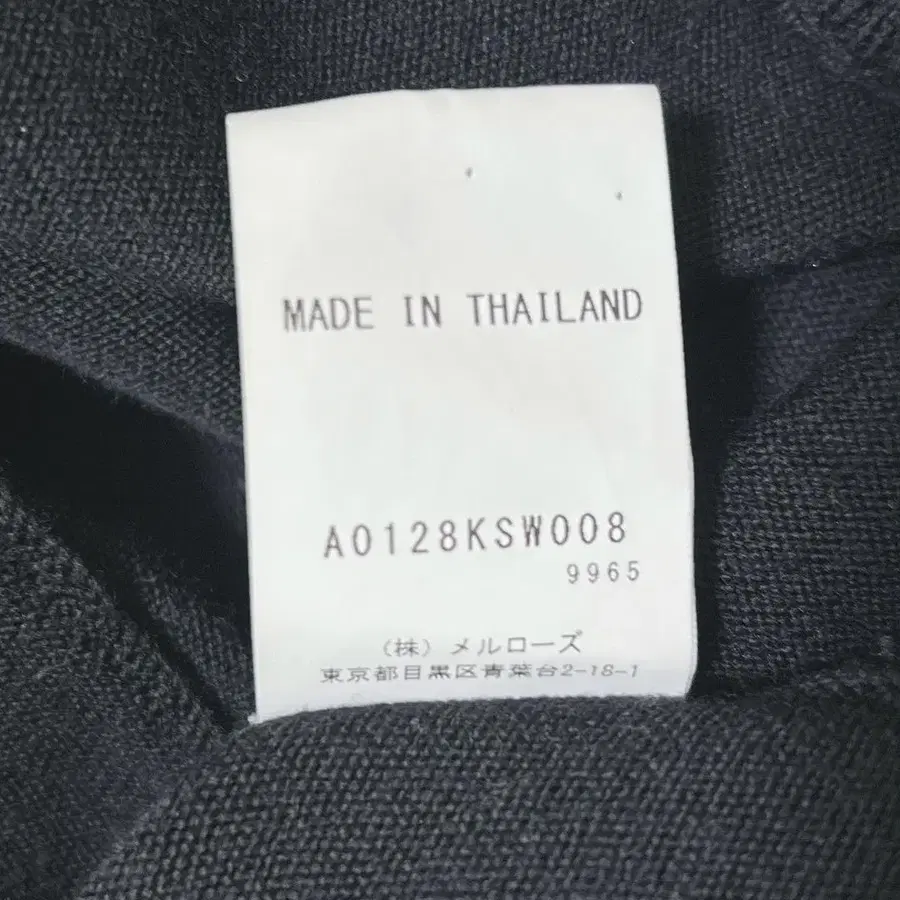 MADE IN THAILAND
A0128KSW008
9965
（株）メルローズ
東京都目黒区青葉台2-18-1